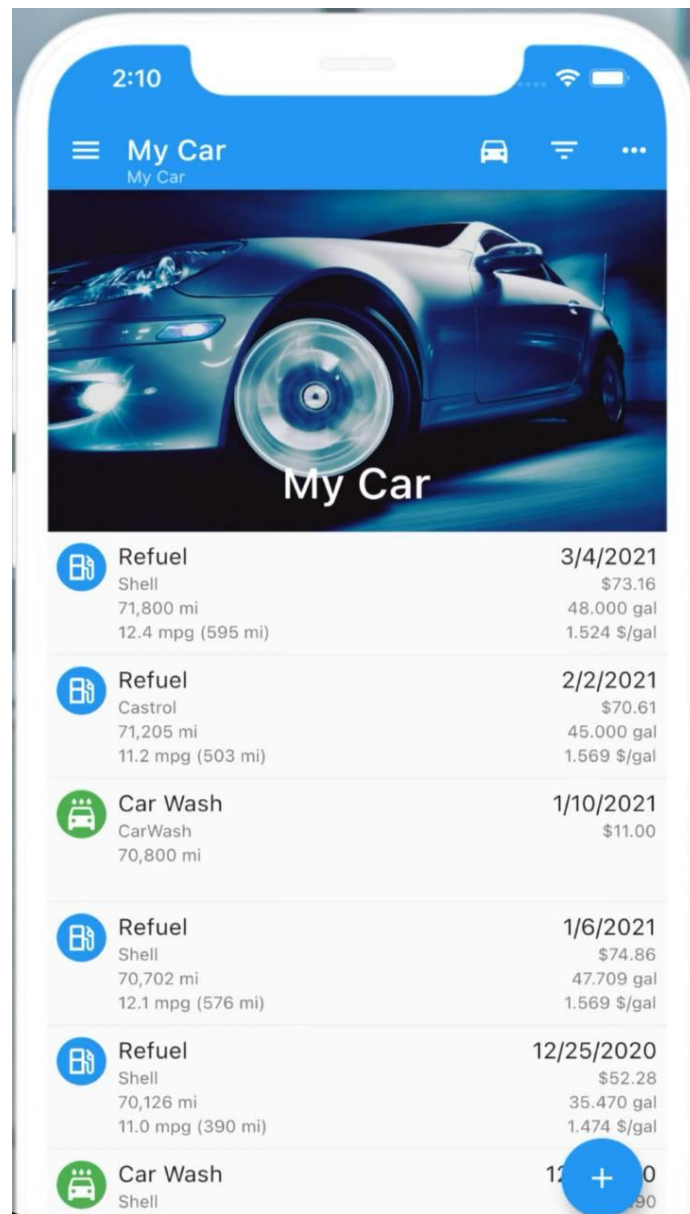 2:10
My Car
My Car
My Car
Refuel 3/4/2021
Shell $73.16
71,800 mi 48.000 gal
12.4 mpg (595 mi) 1.524 $/gal
Refuel 2/2/2021
Castrol $70.61
71,205 mi 45.000 gal
11.2 mpg (503 mi) 1.569 $/gal
Car Wash 1/10/2021
CarWash $11.00
70,800 mi
Refuel 1/6/2021
Shell $74.86
70,702 mi 47.709 gal
12.1 mpg (576 mi) 1.569 $/gal
Refuel 12/25/2020
Shell $52.28
70,126 mi 35.470 gal
11.0 mpg (390 mi) 1.474 $/gal
Car Wash
Shell